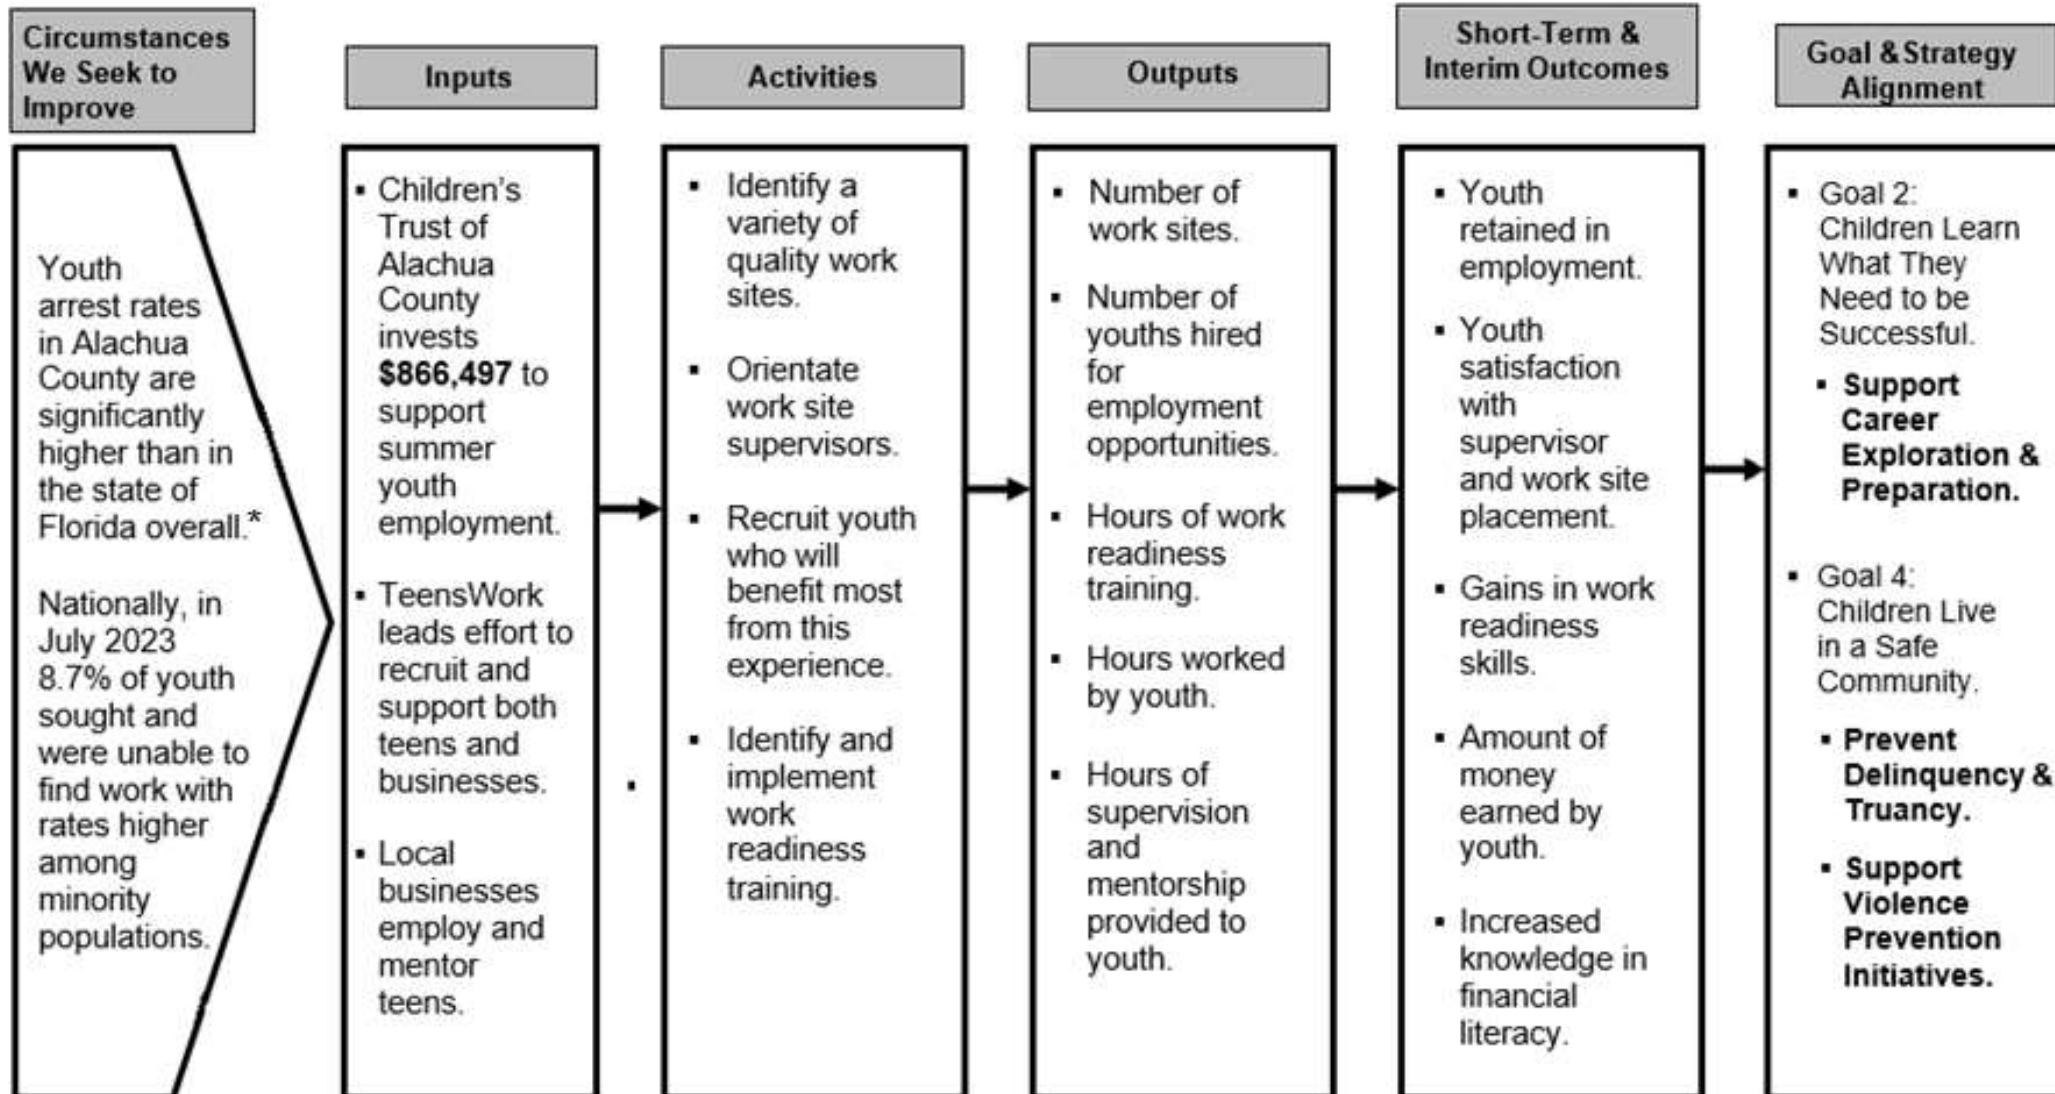 Circumstances
We Seek to
Improve
Inputs
Activities
Outputs
Short-Term &
Interim Outcomes
Goal & Strategy
Alignment
Youth
arrest rates
in Alachua
County are
significantly
higher than in
the state of
Florida overall.*
Nationally, in
July 2023
8.7% of youth
sought and
were unable to
find work with
rates higher
among
minority
populations.
▪ Children's
Trust of
Alachua
County
invests
$866,497 to
support
summer
youth
employment.
▪ TeensWork
leads effort to
recruit and
support both
teens and
businesses.
▪ Local
businesses
employ and
mentor
teens.
▪ Identify a
variety of
quality work
sites.
▪ Orientate
work site
supervisors.
▪ Recruit youth
who will
benefit most
from this
experience.
▪ Identify and
implement
work
readiness
training.
▪ Number of
work sites.
▪ Number of
youths hired
for
employment
opportunities.
▪ Hours of work
readiness
training.
▪ Hours worked
by youth.
▪ Hours of
supervision
and
mentorship
provided to
youth.
▪ Youth
retained in
employment.
▪ Youth
satisfaction
with
supervisor
and work site
placement.
▪ Gains in work
readiness
skills.
▪ Amount of
money
earned by
youth.
▪ Increased
knowledge in
financial
literacy.
▪ Goal 2:
Children Learn
What They
Need to be
Successful.
▪ Support
Career
Exploration &
Preparation.
▪ Goal 4:
Children Live
in a Safe
Community.
▪ Prevent
Delinquency &
Truancy.
▪ Support
Violence
Prevention
Initiatives.